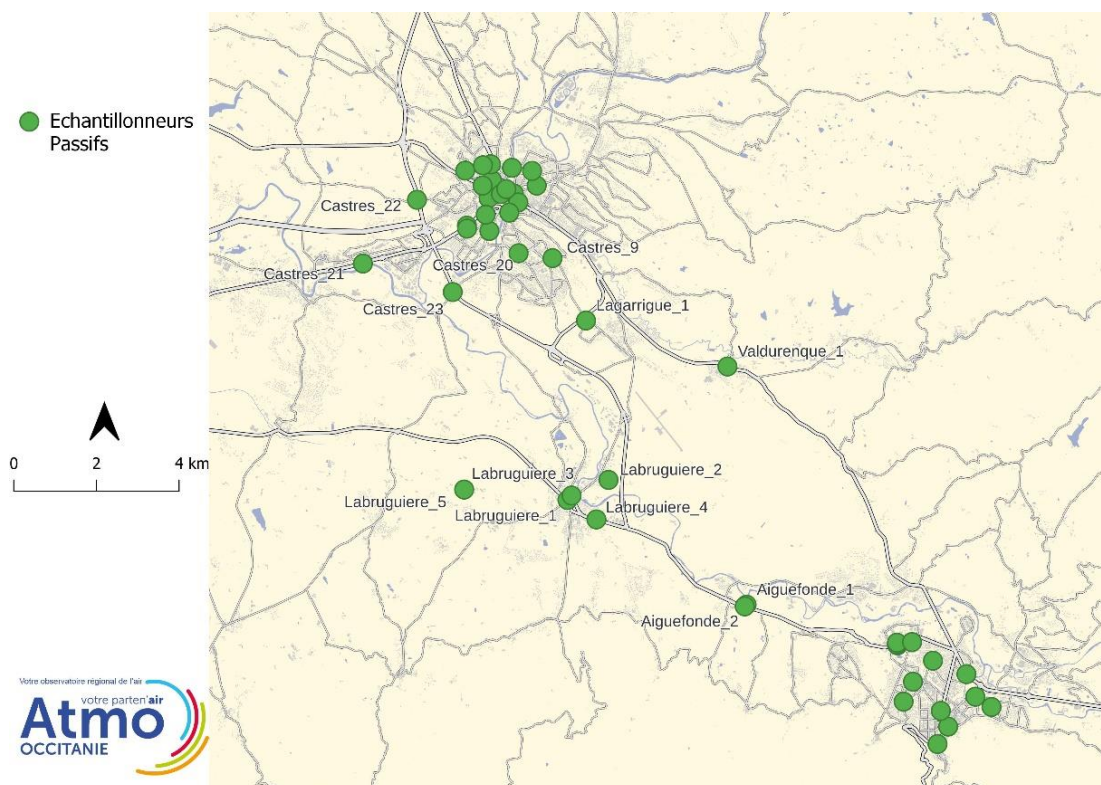 Echantillonneurs
Passifs
Castres_22
Castres_9
Castres_20
Castres_21
Castres_23
Lagarrigue_1
Valdurenque_1
0 2 4 km
Labruguiere_3
Labruguiere_2
Labruguiere_5
Labruguiere_1
Labruguiere_4
Aiguefonde_1
Aiguefonde_2
Votre observatoire régional de l'air
votre parten'air
Atmo
OCCITANIE